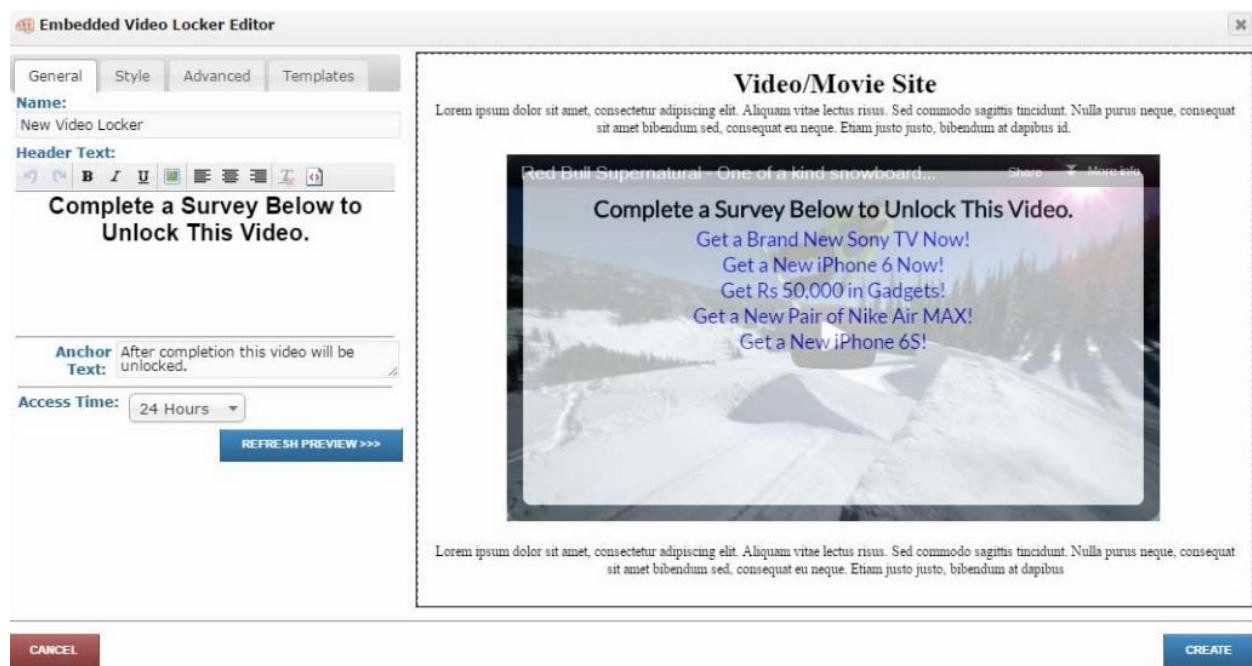 Embedded Video Locker Editor
General Style Advanced Templates
Name:
New Video Locker
Header Text:
B I U
Complete a Survey Below to
Unlock This Video.
Anchor Text:
After completion this video will be
unlocked.
Access Time:
24 Hours
REFRESH PREVIEW >>>
Video/Movie Site
Lorem ipsum dolor sit amet, consectetur adipiscing elit. Aliquam vitae lectus risus. Sed commodo sagittis tincidunt. Nulla purus neque, consequat
sit amet bibendum sed, consequat eu neque. Etiam justo justo, bibendum at dapibus id.
Red Bull Supernatural - One of a kind snowboard...
Share More info
Complete a Survey Below to Unlock This Video.
Get a Brand New Sony TV Now!
Get a New iPhone 6 Now!
Get Rs 50,000 in Gadgets!
Get a New Pair of Nike Air MAX!
Get a New iPhone 6S!
Lorem ipsum dolor sit amet, consectetur adipiscing elit. Aliquam vitae lectus risus. Sed commodo sagittis tincidunt. Nulla purus neque, consequat
sit amet bibendum sed, consequat eu neque. Etiam justo justo, bibendum at dapibus
CANCEL
CREATE